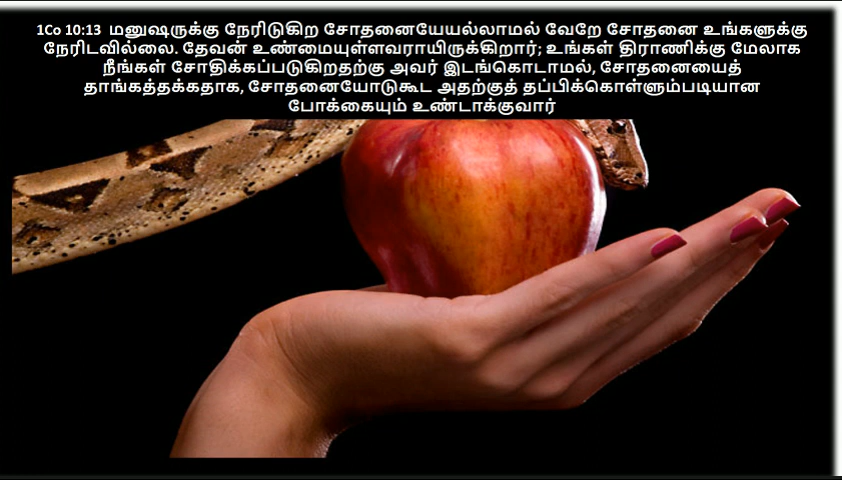 1Co 10:13 மனுஷருக்கு நேரிடுகிற சோதனையேயல்லாமல் வேறே சோதனை உங்களுக்கு
நேரிடவில்லை. தேவன் உண்மையுள்ளவராயிருக்கிறார்; உங்கள் திராணிக்கு மேலாக
நீங்கள் சோதிக்கப்படுகிறதற்கு அவர் இடங்கொடாமல், சோதனையைத்
தாங்கத்தக்கதாக, சோதனையோடுகூட அதற்குத் தப்பிக்கொள்ளும்படியான
போக்கையும் உண்டாக்குவார்